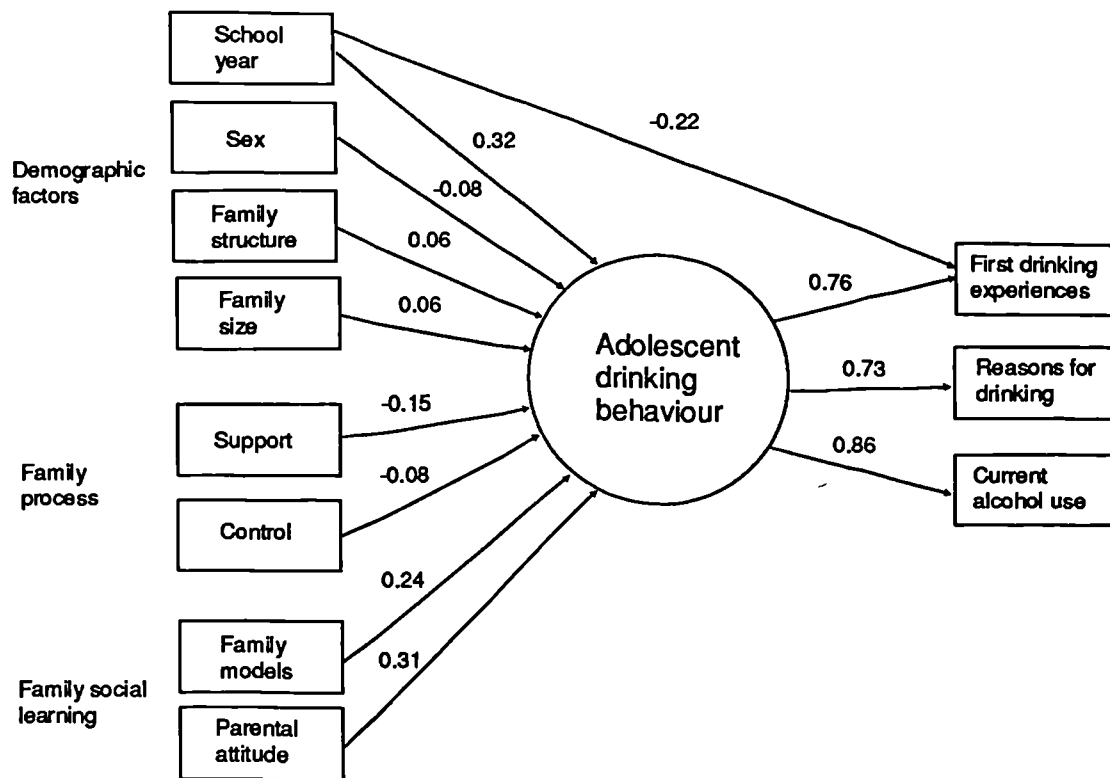 School
year
-0.22
0.32
Sex
Demographic
factors
-0.08
Family
structure
0.06
First drinking
experiences
0.76
Family
size
0.06
Adolescent
drinking
behaviour
0.73
Reasons for
drinking
-0.15
Support
0.86
Family
process
-0.08
Current
alcohol use
Control
0.24
Family
models
0.31
Family social
learning
Parental
attitude